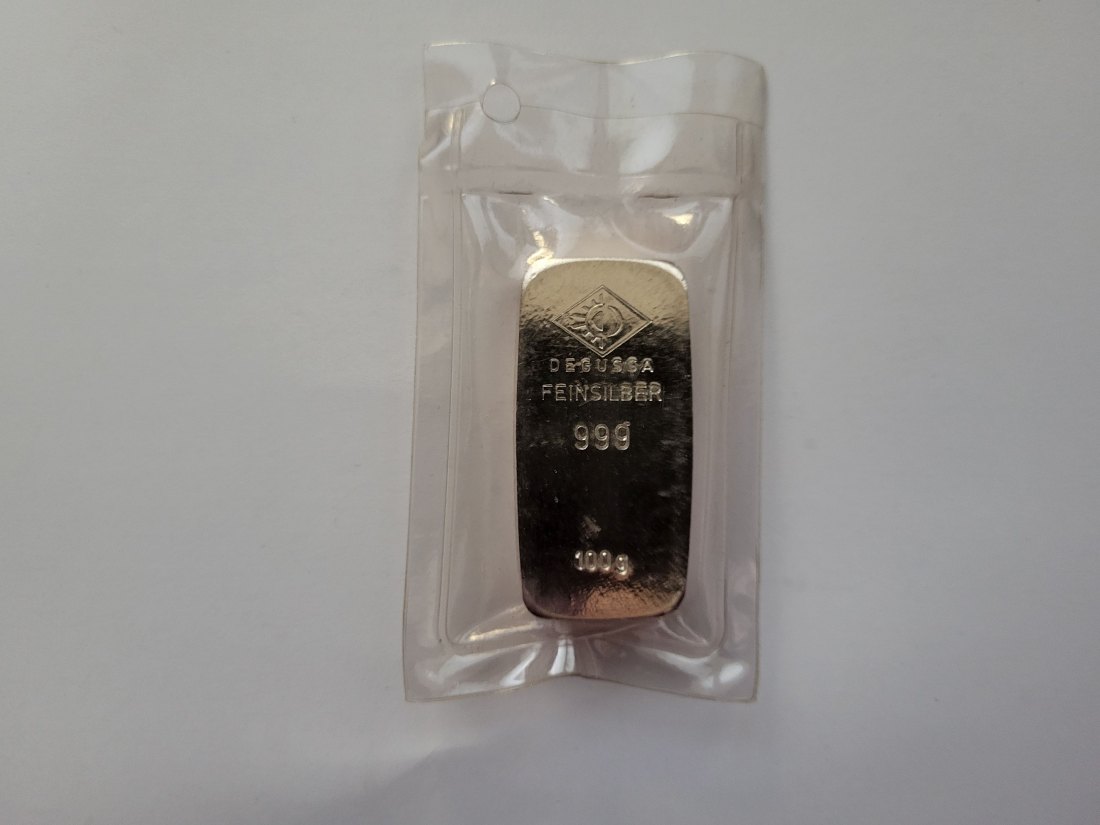 DEGUSSA
FEINSILBER
999
100g